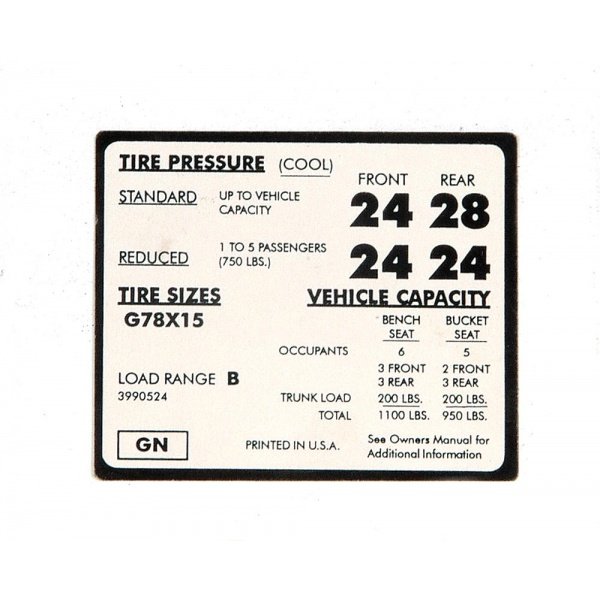 TIRE PRESSURE (COOL)
FRONT REAR
STANDARD UP TO VEHICLE CAPACITY 24 28
REDUCED 1 TO 5 PASSENGERS (750 LBS.) 24 24
TIRE SIZES VEHICLE CAPACITY
G78X15
BENCH SEAT BUCKET SEAT
OCCUPANTS 6 5
3 FRONT 2 FRONT
3 REAR 3 REAR
LOAD RANGE B
3990524
TRUNK LOAD 200 LBS. 200 LBS.
TOTAL 1100 LBS. 950 LBS.
GN PRINTED IN U.S.A.
See Owners Manual for
Additional Information